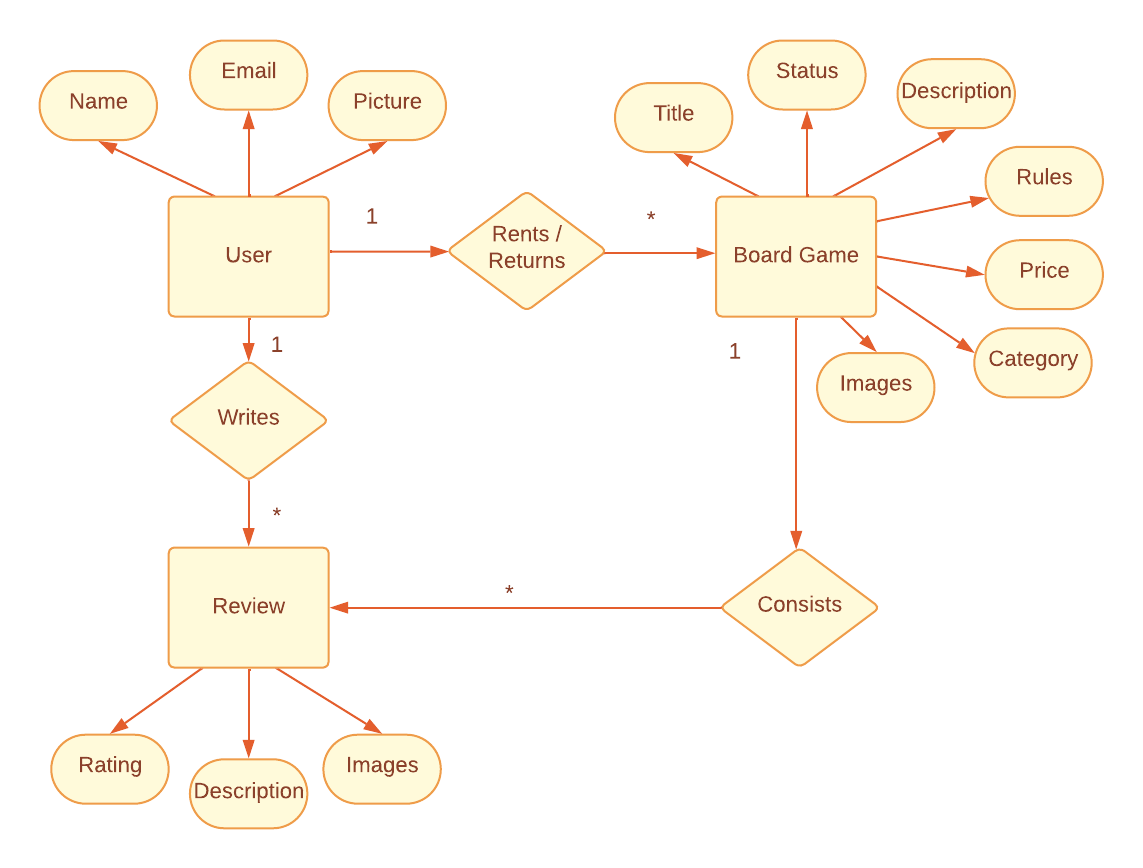 Name
Email
Picture
Title
Status
Description
Rules
Price
Category
Images
User
1
Rents /
Returns
*
Board Game
1
Writes
*
1
Consists
*
Review
Rating
Description
Images